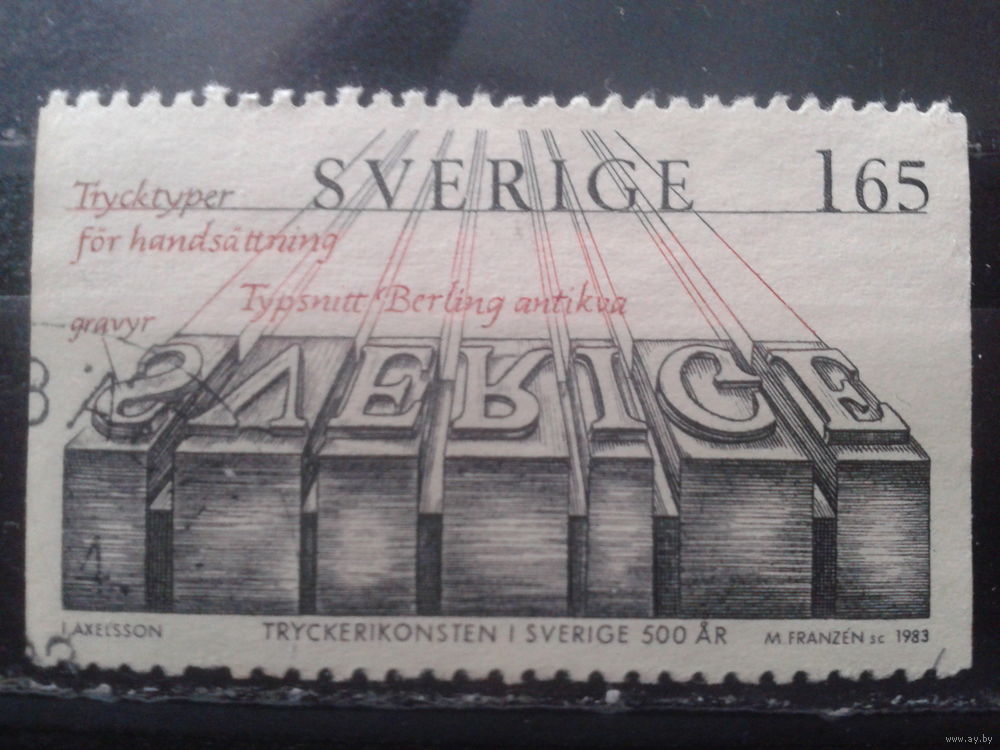 SVERIGE 165
Trycktyper
för handsättning
Typsnitt Berling antikva
gravyr
SVERIGE
I. AXELSSON TRYCKERIKONSTEN I SVERIGE 500 ÅR M. FRANZÉN sc 1983
www.ay.by